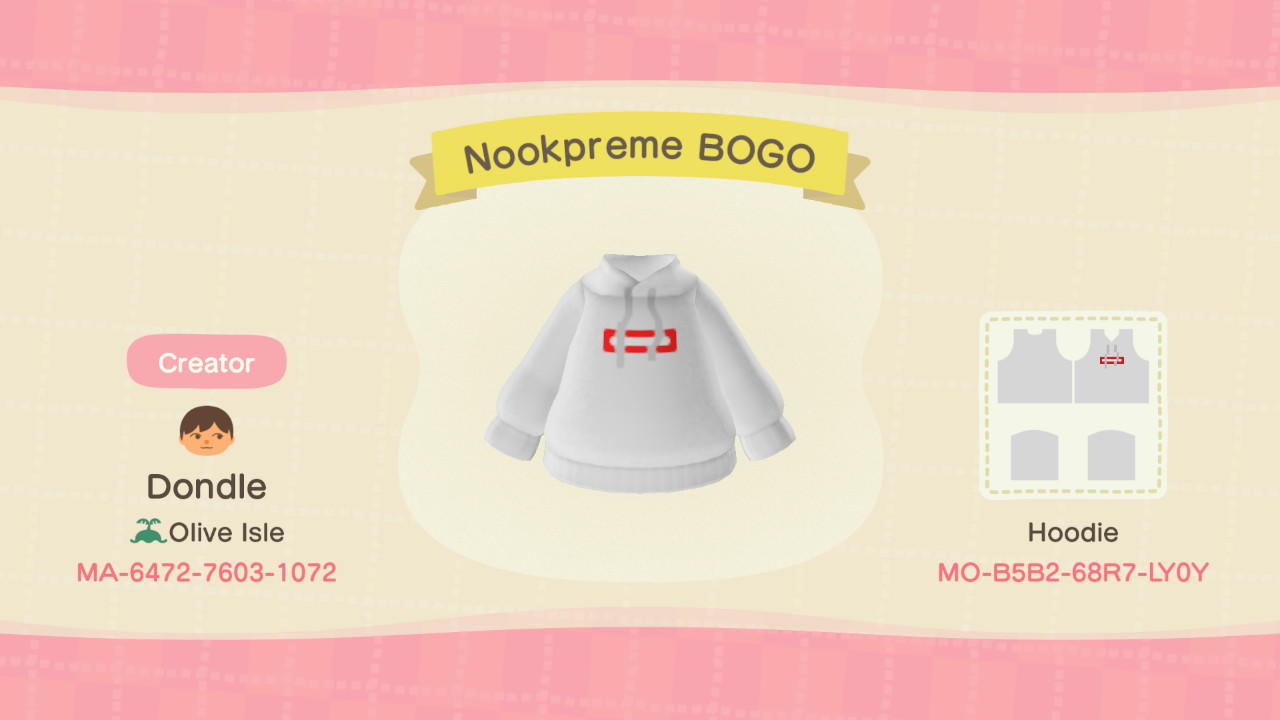 Nookpreme BOGO
Creator
Dondle
Olive Isle
MA-6472-7603-1072
Hoodie
MO-B5B2-68R7-LY0Y